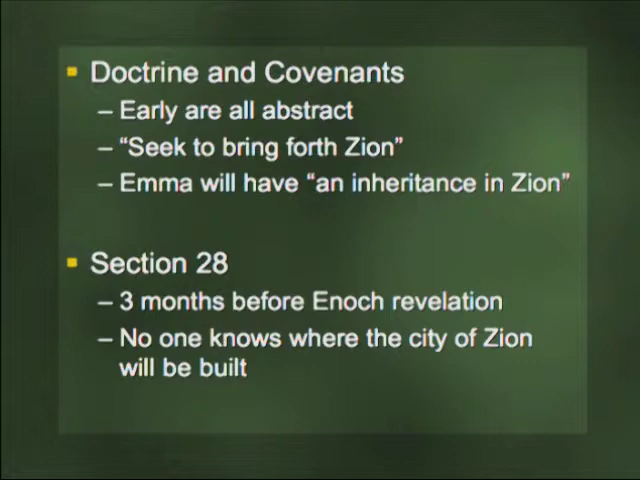 Doctrine and Covenants
– Early are all abstract
– “Seek to bring forth Zion”
– Emma will have “an inheritance in Zion”
Section 28
– 3 months before Enoch revelation
– No one knows where the city of Zion
will be built